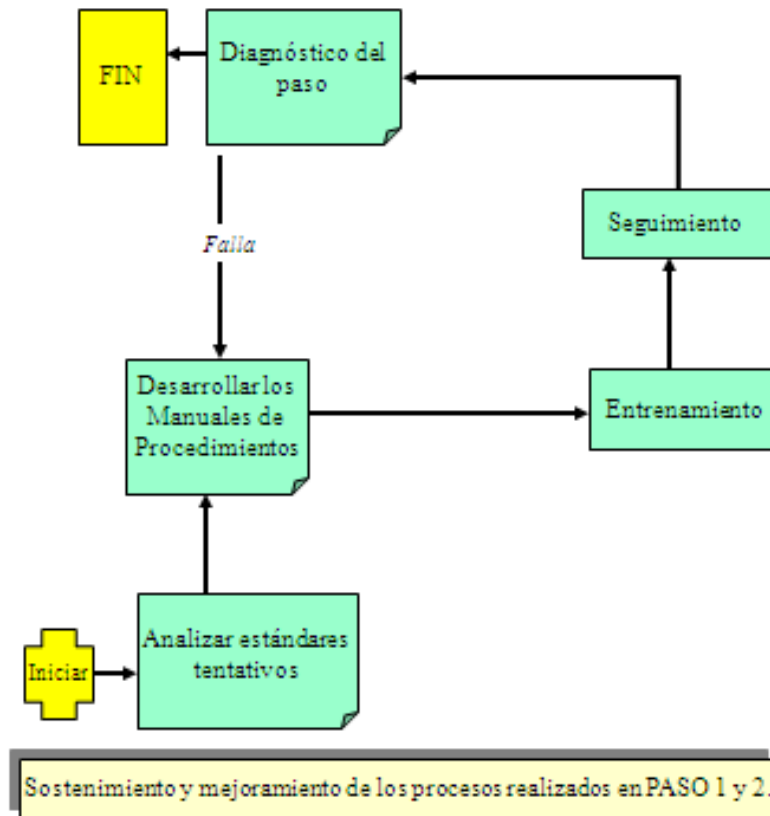 FIN
Diagnóstico del
paso
Seguimiento
Falla
Desarrollar los
Manuales de
Procedimientos
Entrenamiento
Iniciar
Analizar estándares
tentativos
Sostenimiento y mejoramiento de los procesos realizados en PASO 1 y 2.